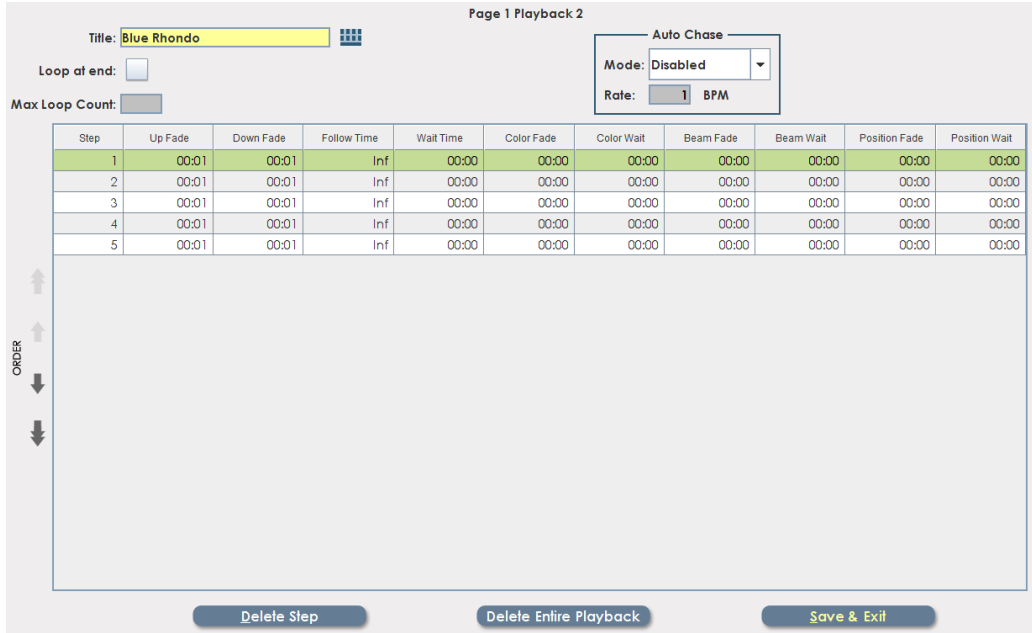 Page 1 Playback 2
Title: Blue Rhondo
Auto Chase
Loop at end:
Mode: Disabled
Max Loop Count:
Rate: 1 BPM
Step Up Fade Down Fade Follow Time Wait Time Color Fade Color Wait Beam Fade Beam Wait Position Fade Position Wait
1 00:01 00:01 Inf 00:00 00:00 00:00 00:00 00:00 00:00 00:00
2 00:01 00:01 Inf 00:00 00:00 00:00 00:00 00:00 00:00 00:00
3 00:01 00:01 Inf 00:00 00:00 00:00 00:00 00:00 00:00 00:00
4 00:01 00:01 Inf 00:00 00:00 00:00 00:00 00:00 00:00 00:00
5 00:01 00:01 Inf 00:00 00:00 00:00 00:00 00:00 00:00 00:00
ORDER
Delete Step Delete Entire Playback Save & Exit